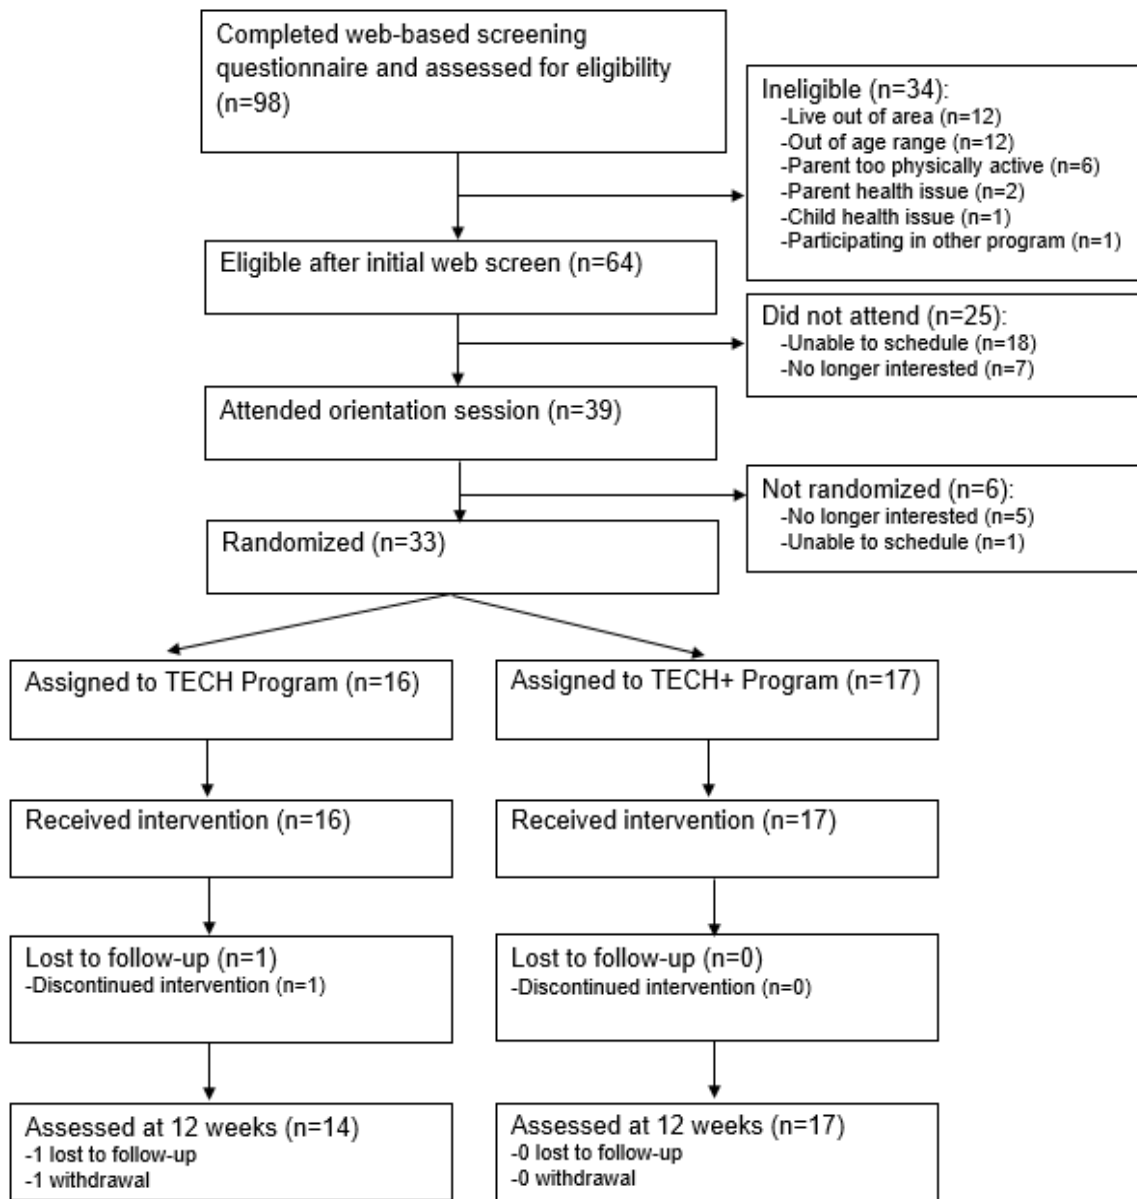 Completed web-based screening
questionnaire and assessed for eligibility
(n=98)
Ineligible (n=34):
-Live out of area (n=12)
-Out of age range (n=12)
-Parent too physically active (n=6)
-Parent health issue (n=2)
-Child health issue (n=1)
-Participating in other program (n=1)
Eligible after initial web screen (n=64)
Did not attend (n=25):
-Unable to schedule (n=18)
-No longer interested (n=7)
Attended orientation session (n=39)
Not randomized (n=6):
-No longer interested (n=5)
-Unable to schedule (n=1)
Randomized (n=33)
Assigned to TECH Program (n=16)
Assigned to TECH+ Program (n=17)
Received intervention (n=16)
Received intervention (n=17)
Lost to follow-up (n=1)
-Discontinued intervention (n=1)
Lost to follow-up (n=0)
-Discontinued intervention (n=0)
Assessed at 12 weeks (n=14)
-1 lost to follow-up
-1 withdrawal
Assessed at 12 weeks (n=17)
-0 lost to follow-up
-0 withdrawal